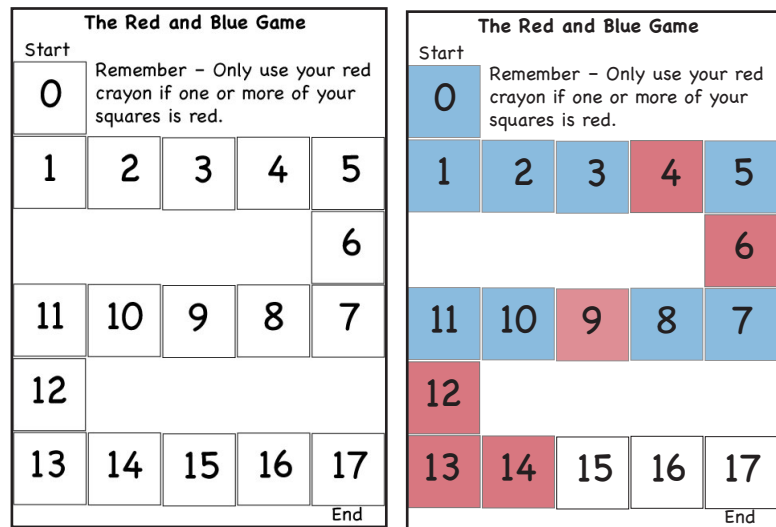 The Red and Blue Game
Start
0
Remember – Only use your red
crayon if one or more of your
squares is red.
1 2 3 4 5
6
11 10 9 8 7
12
13 14 15 16 17
End
The Red and Blue Game
Start
0
Remember – Only use your red
crayon if one or more of your
squares is red.
1 2 3 4 5
6
11 10 9 8 7
12
13 14 15 16 17
End